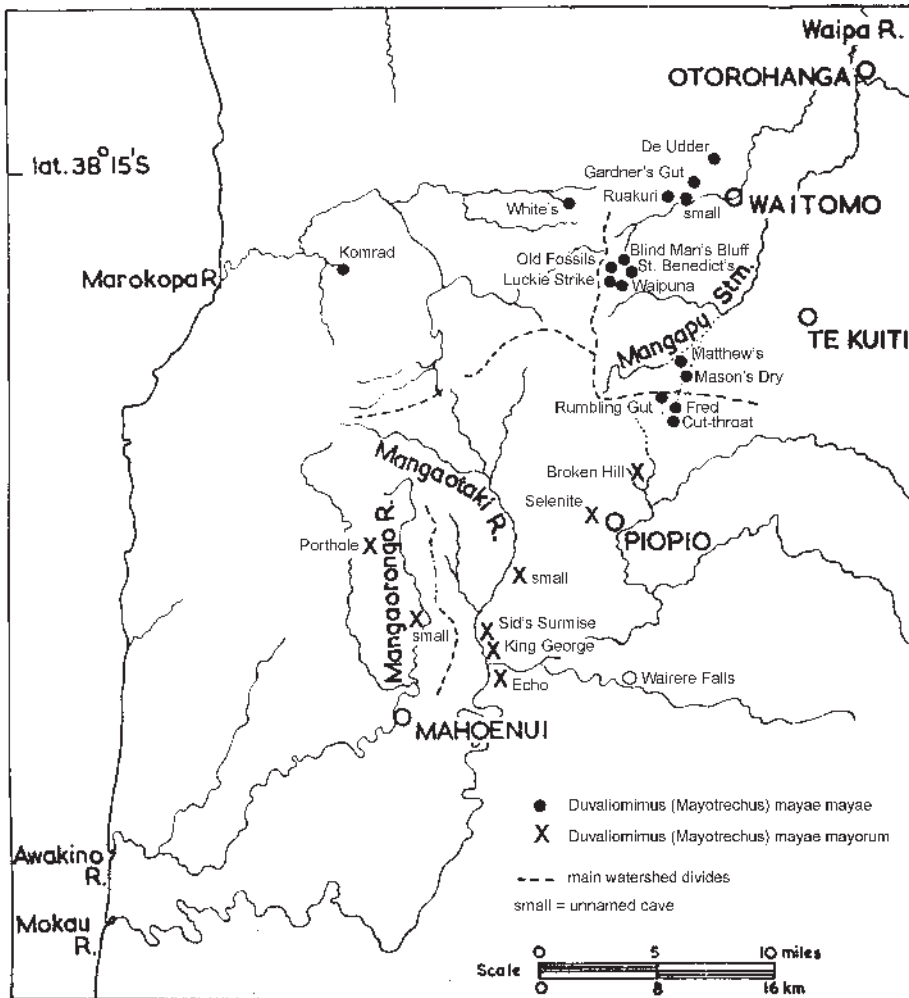 Waipa R.
OTOROHANGA
De Udder
lat. 38° 15'S
Gardner's Gut
Ruakuri
small
WAITOMO
White's
Komrad
Marokopa R
Old Fossils
Blind Man's Bluff
St. Benedict's
Luckie Strike
Waipuna
Mangapu Stm.
TE KUITI
Matthew's
Mason's Dry
Rumbling Gut
Fred
Cut-throat
Mangaotaki R.
Broken Hill
Selenite
PIOPIO
Porthole
Mangaorongo R.
small
small
Sid's Surmise
King George
Echo
Wairere Falls
MAHOENUI
Duvaliomimus (Mayotrechus) mayae mayae
X Duvaliomimus (Mayotrechus) mayae mayorum
main watershed divides
small = unnamed cave
Awakino
R.
Mokau
R.
Scale
0 5 10 miles
0 8 16 km